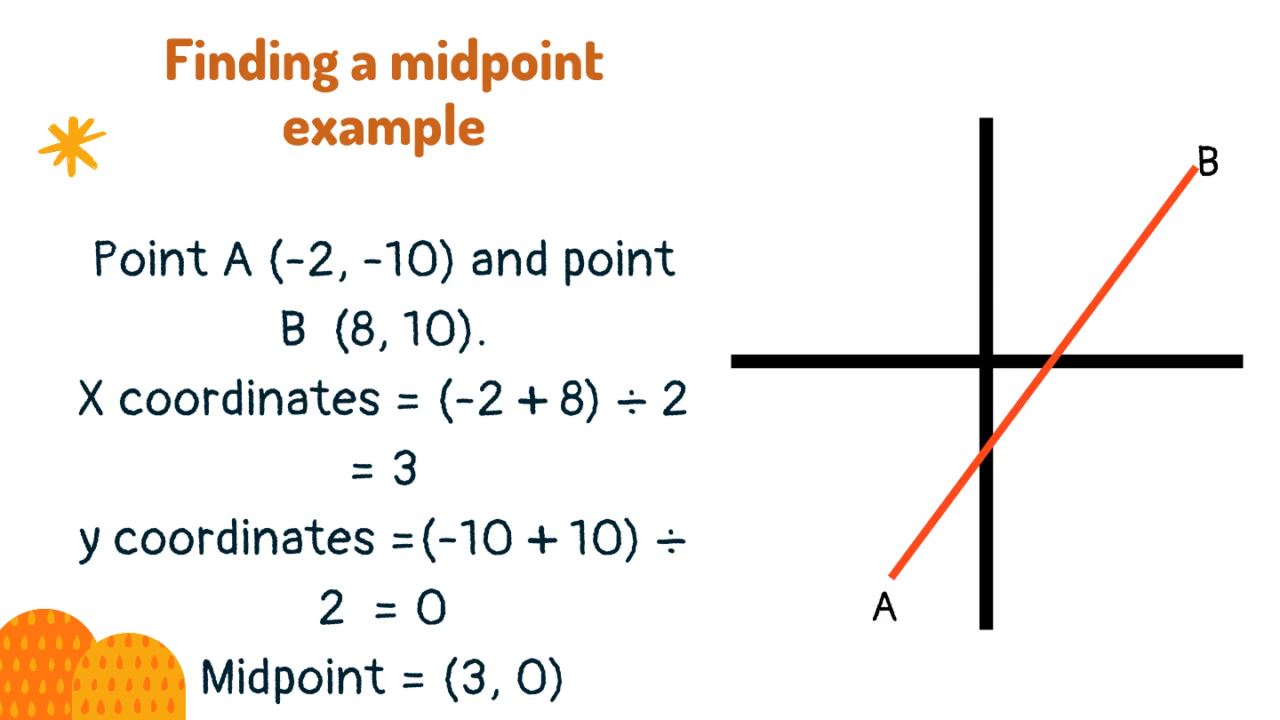 Finding a midpoint
example
Point A (-2, -10) and point
B (8, 10).
X coordinates = (-2 + 8) ÷ 2
= 3
y coordinates =(-10 + 10) ÷
2 = 0
Midpoint = (3, 0)
B
A